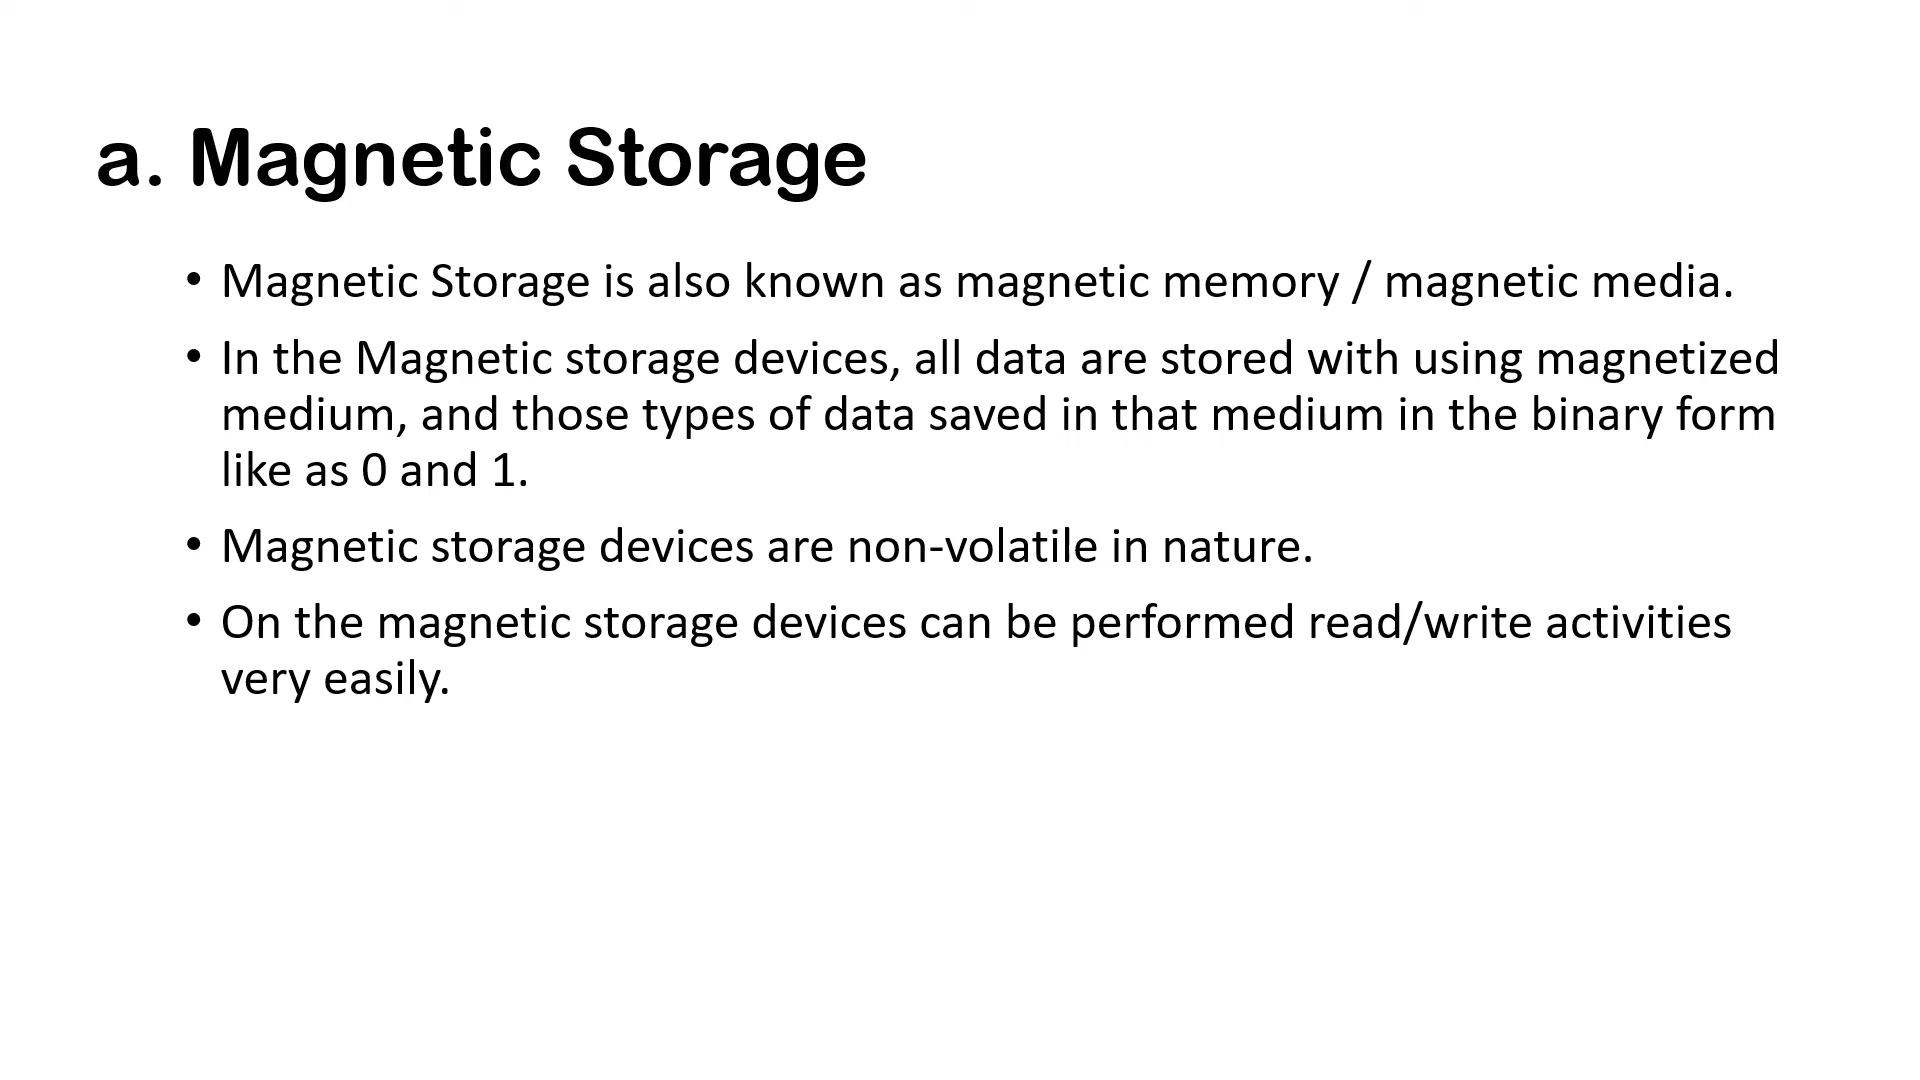 a. Magnetic Storage
• Magnetic Storage is also known as magnetic memory / magnetic media.
• In the Magnetic storage devices, all data are stored with using magnetized
medium, and those types of data saved in that medium in the binary form
like as 0 and 1.
• Magnetic storage devices are non-volatile in nature.
• On the magnetic storage devices can be performed read/write activities
very easily.